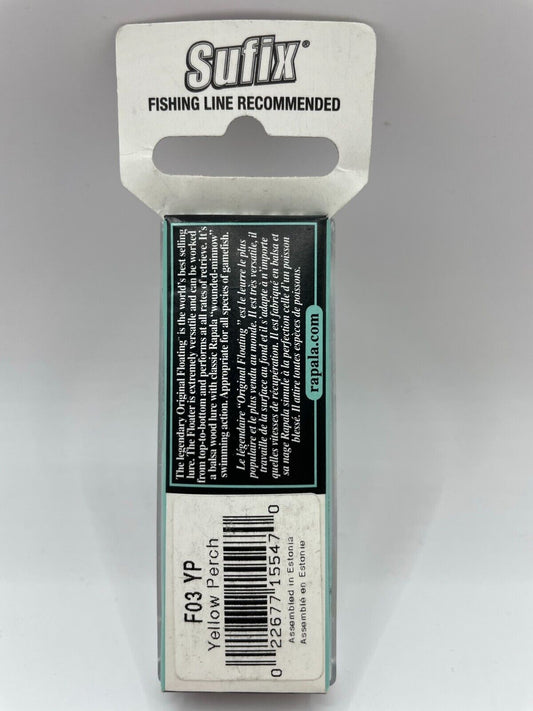 Sufix®
FISHING LINE RECOMMENDED
The legendary Original Floating™ is the world's best selling
lure. The Floater is extremely versatile and can be worked
from top-to-bottom and performs at all rates of retrieve. It's
a balsa wood lure with classic Rapala "wounded-minnow"
swimming action. Appropriate for all species of gamefish.
Le légendaire "Original Floating" est le leurre le plus
populaire et le plus vendu au monde. Il est très versatile, il
travaille de la surface au fond et il s'adapte à n'importe
quelles vitesses de récupération. Il est fabriqué en balsa et
sa nage Rapala simule à la perfection celle d'un poisson
blessé. Il attire toutes espèces de poissons.
rapala.com
F03 YP
Yellow Perch
0 22677 15547 0
Assembled in Estonia
Assemblé en Estonie